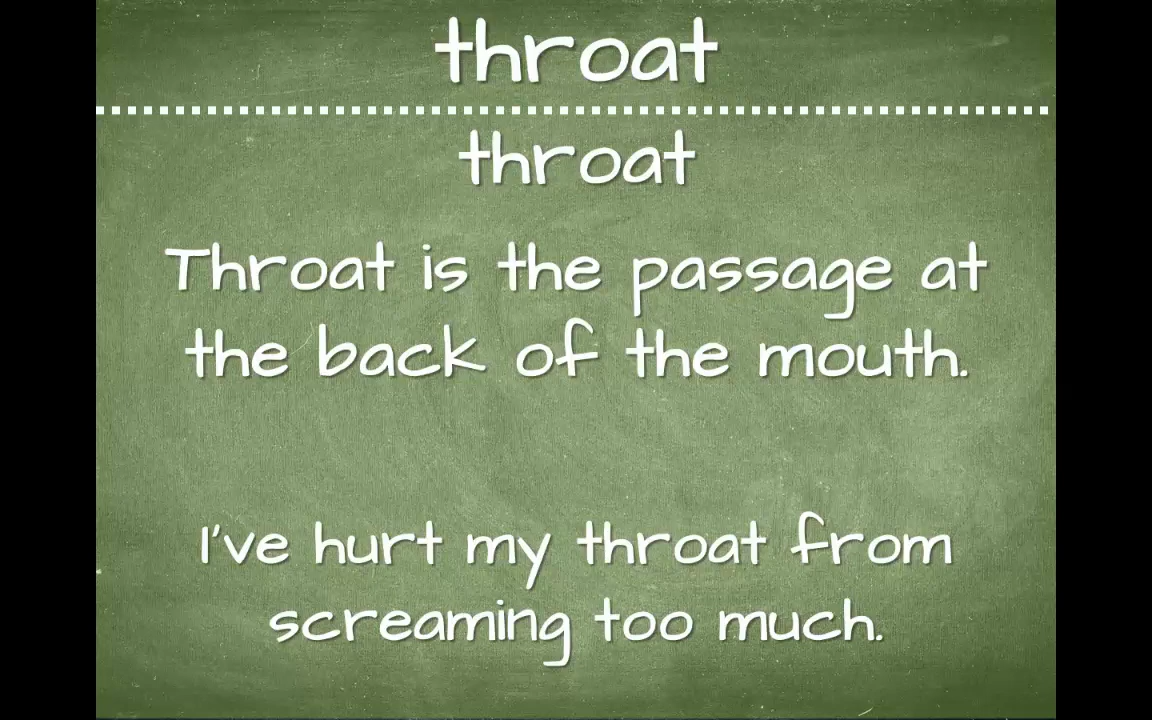 throat
throat
Throat is the passage at
the back of the mouth.
I've hurt my throat from
screaming too much.